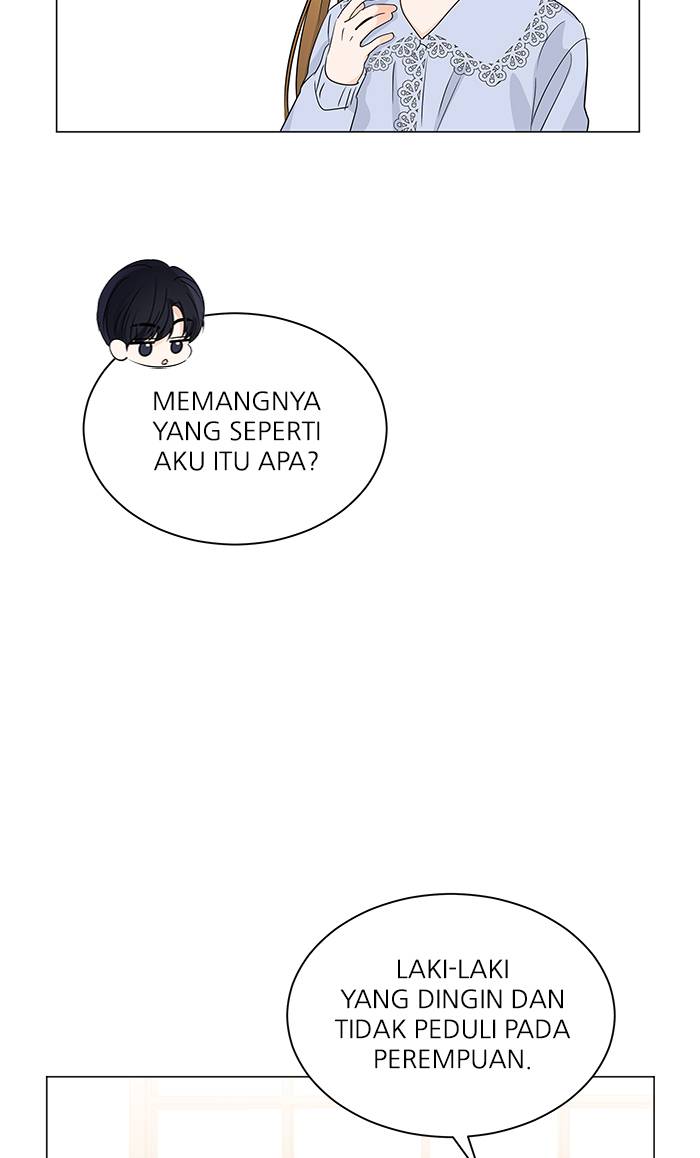 MEMANGNYA
YANG SEPERTI
AKU ITU APA?
LAKI-LAKI
YANG DINGIN DAN
TIDAK PEDULI PADA
PEREMPUAN.